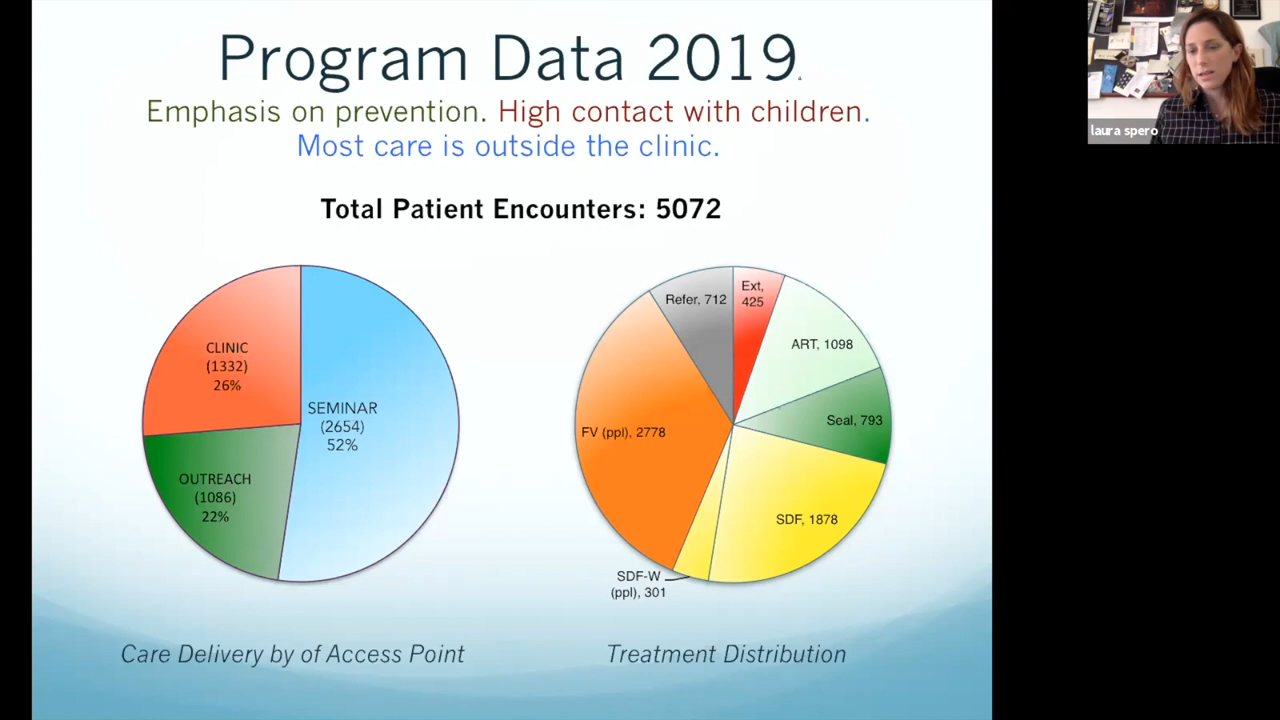 Program Data 2019.
Emphasis on prevention. High contact with children.
Most care is outside the clinic.
Total Patient Encounters: 5072
CLINIC
(1332)
26%
SEMINAR
(2654)
52%
OUTREACH
(1086)
22%
Care Delivery by of Access Point
Refer, 712
Ext,
425
ART, 1098
Seal, 793
FV (ppl), 2778
SDF, 1878
SDF-W
(ppl), 301
Treatment Distribution
laura spero